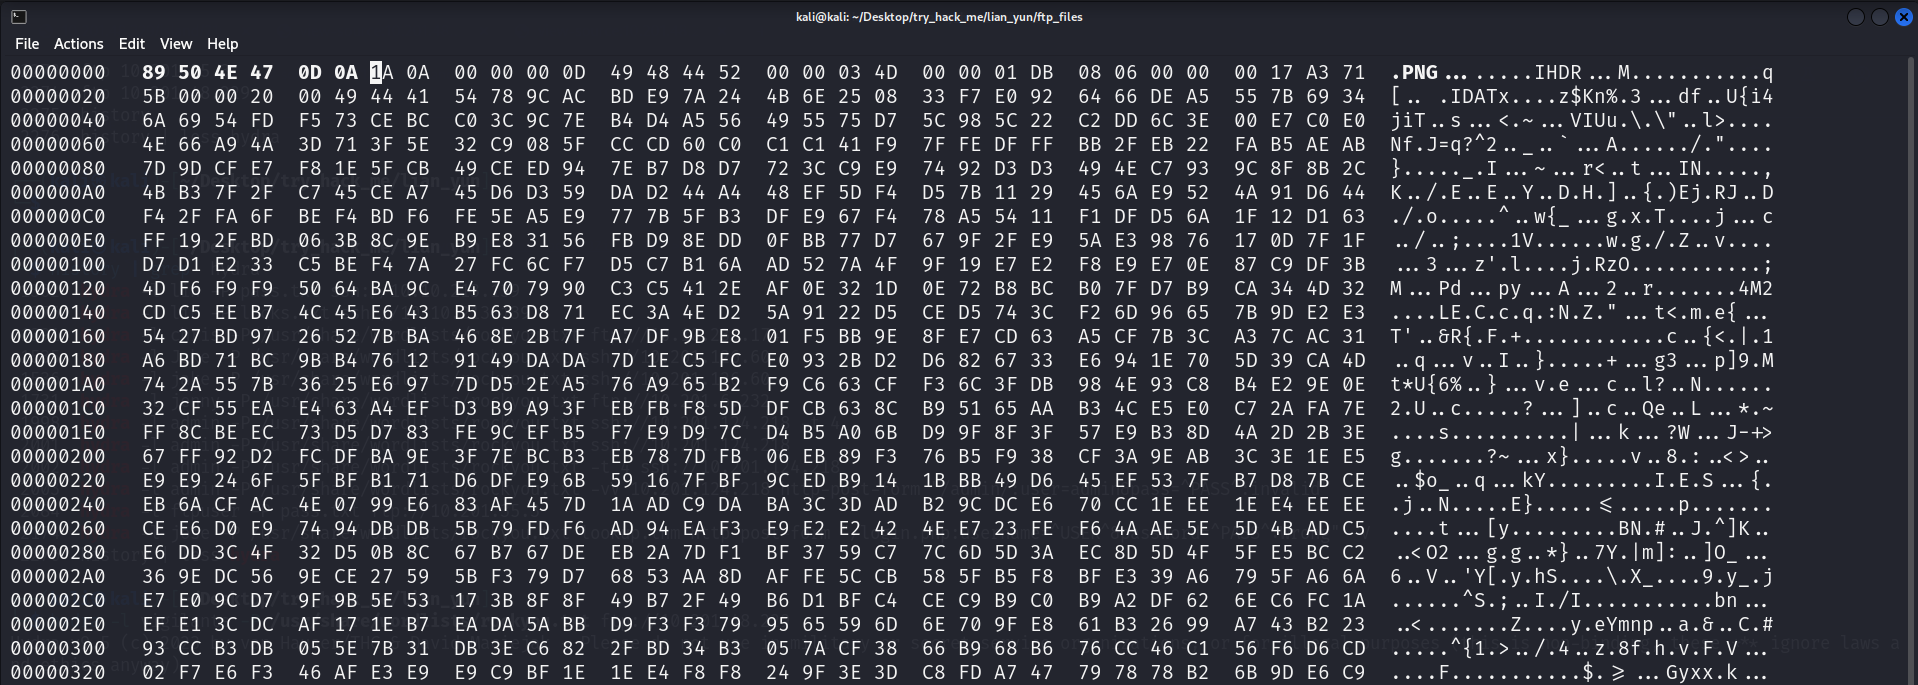 kali@kali: ~/Desktop/try_hack_me/lian_yun/ftp_files
File Actions Edit View Help
00000000 89 50 4E 47 0D 0A 1A 0A 00 00 00 0D 49 48 44 52 00 00 03 4D 00 00 01 DB 08 06 00 00 00 17 A3 71 .PNG........IHDR...M...........q
00000020 5B 00 00 20 00 49 44 41 54 78 9C AC BD E9 7A 24 4B 6E 25 08 33 F7 E0 92 64 66 DE A5 55 7B 69 34 [.. .IDATx....z$Kn%.3...df..U{i4
00000040 6A 69 54 FD F5 73 CE BC C0 3C 9C 7E B4 D4 A5 56 49 55 75 D7 5C 98 5C 22 C2 DD 6C 3E 00 E7 C0 E0 jiT..s...<.~...VIUu.\.\"..l>....
00000060 4E 66 A9 4A 3D 71 3F 5E 32 C9 08 5F CC CD 60 C0 C1 C1 41 F9 7F FE DF FF BB 2F EB 22 FA B5 AE AB Nf.J=q?^2.._..`...A....../."....
00000080 7D 9D CF E7 F8 1E 5F CB 49 CE ED 94 7E B7 D8 D7 72 3C C9 E9 74 92 D3 D3 49 4E C7 93 9C 8F 8B 2C }....._.I...~...r<..t...IN.....,
000000A0 4B B3 7F 2F C7 45 CE A7 45 D6 D3 59 DA D2 44 A4 48 EF 5D F4 D5 7B 11 29 45 6A E9 52 4A 91 D6 44 K../.E..E..Y..D.H.]..{.)Ej.RJ..D
000000C0 F4 2F FA 6F BE F4 BD F6 FE 5E A5 E9 77 7B 5F B3 DF E9 67 F4 78 A5 54 11 F1 DF D5 6A 1F 12 D1 63 ./.o.....^..w{_...g.x.T....j...c
000000E0 FF 19 2F BD 06 3B 8C 9E B9 E8 31 56 FB D9 8E DD 0F BB 77 D7 67 9F 2F E9 5A E3 98 76 17 0D 7F 1F ../..;....1V......w.g./.Z..v....
00000100 D7 D1 E2 33 C5 BE F4 7A 27 FC 6C F7 D5 C7 B1 6A AD 52 7A 4F 9F 19 E7 E2 F8 E9 E7 0E 87 C9 DF 3B ...3...z'.l....j.RzO...........;
00000120 4D F6 F9 F9 50 64 BA 9C E4 70 79 90 C3 C5 41 2E AF 0E 32 1D 0E 72 B8 BC B0 7F D7 B9 CA 34 4D 32 M...Pd...py...A...2..r.......4M2
00000140 CD C5 EE B7 4C 45 E6 43 B5 63 D8 71 EC 3A 4E D2 5A 91 22 D5 CE D5 74 3C F2 6D 96 65 7B 9D E2 E3 ....LE.C.c.q.:N.Z."...t<.m.e{...
00000160 54 27 BD 97 26 52 7B BA 46 8E 2B 7F A7 DF 9B E8 01 F5 BB 9E 8F E7 CD 63 A5 CF 7B 3C A3 7C AC 31 T'..&R{.F.+............c..{<.|.1
00000180 A6 BD 71 BC 9B B4 76 12 91 49 DA DA 7D 1E C5 FC E0 93 2B D2 D6 82 67 33 E6 94 1E 70 5D 39 CA 4D ..q...v..I..}.....+...g3...p]9.M
000001A0 74 2A 55 7B 36 25 E6 97 7D D5 2E A5 76 A9 65 B2 F9 C6 63 CF F3 6C 3F DB 98 4E 93 C8 B4 E2 9E 0E t*U{6%..}...v.e...c..l?..N......
000001C0 32 CF 55 EA E4 63 A4 EF D3 B9 A9 3F EB FB F8 5D DF CB 63 8C B9 51 65 AA B3 4C E5 E0 C7 2A FA 7E 2.U..c.....?...]..c..Qe..L...*.~
000001E0 FF 8C BE EC 73 D5 D7 83 FE 9C EF B5 F7 E9 D9 7C D4 B5 A0 6B D9 9F 8F 3F 57 E9 B3 8D 4A 2D 2B 3E ....s..........|...k...?W...J-+>
00000200 67 FF 92 D2 FC DF BA 9E 3F 7E BC B3 EB 78 7D FB 06 EB 89 F3 76 B5 F9 38 CF 3A 9E AB 3C 3E 1E E5 g.......?~...x}.....v..8.:..<>..
00000220 E9 E9 24 6F 5F BF B1 71 D6 DF E9 6B 59 16 7F BF 9C ED B9 14 1B BB 49 D6 45 EF 53 7F B7 D8 7B CE ..$o_..q...kY.........I.E.S...{.
00000240 EB 6A CF AC 4E 07 99 E6 83 AF 45 7D 1A AD C9 DA BA 3C 3D AD B2 9C DC E6 70 CC 1E EE 1E E4 EE EE .j..N.....E}.....<=.....p.......
00000260 CE E6 D0 E9 74 94 DB DB 5B 79 FD F6 AD 94 EA F3 E9 E2 E2 42 4E E7 23 FE F6 4A AE 5E 5D 4B AD C5 ....t...[y.........BN.#..J.^]K..
00000280 E6 DD 3C 4F 32 D5 0B 8C 67 B7 67 DE EB 2A 7D F1 BF 37 59 C7 7C 6D 5D 3A EC 8D 5D 4F 5F E5 BC C2 ..<O2...g.g..*}..7Y.|m]:..]O_...
000002A0 36 9E DC 56 9E CE 27 59 5B F3 79 D7 68 53 AA 8D AF FE 5C CB 58 5F B5 F8 BF E3 39 A6 79 5F A6 6A 6..V..'Y[.y.hS....\.X_....9.y_.j
000002C0 E7 E0 9C D7 9F 9B 5E 53 17 3B 8F 8F 49 B7 2F 49 B6 D1 BF C4 CE C9 B9 C0 B9 A2 DF 62 6E C6 FC 1A ......^S.;..I./I...........bn...
000002E0 EF E1 3C DC AF 17 1E B7 EA DA 5A BB D9 F3 F3 79 95 65 59 6D 6E 70 9F E8 61 B3 26 99 A7 43 B2 23 ..<.......Z....y.eYmnp..a.&..C.#
00000300 93 CC B3 DB 05 5E 7B 31 DB 3E C6 82 2F BD 34 B3 05 7A CF 38 66 B9 68 B6 76 CC 46 C1 56 F6 D6 CD .....^{1.>../.4..z.8f.h.v.F.V...
00000320 02 F7 E6 F3 46 AF E3 E9 E9 C9 BF 1E 1E E4 F8 F8 24 9F 3E 3D C8 FD A7 47 79 78 78 B2 6B 9D E6 C9 ....F...........$.>=...Gyxx.k...